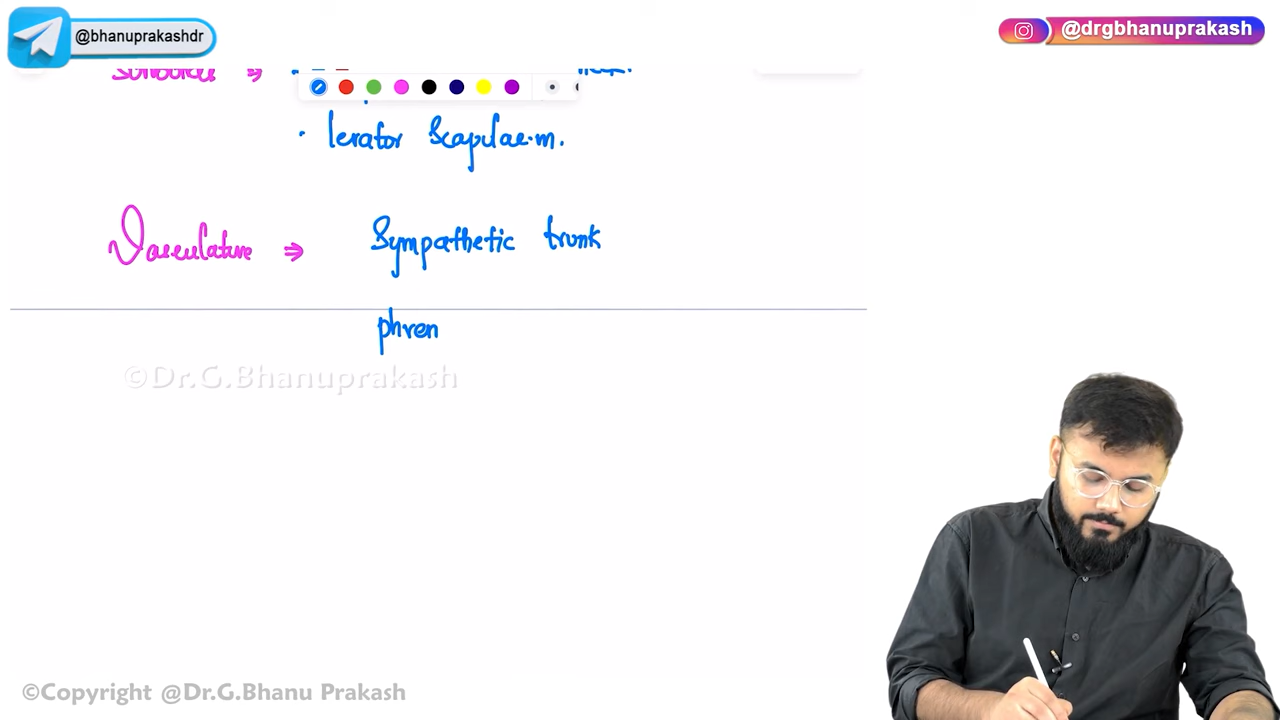 @bhanuprakashdr
@drgbhanuprakash
• levator Scapulae.m.
Vasculature ⇒ Sympathetic trunk
phren
©Dr.G.Bhanuprakash
©Copyright @Dr.G.Bhanu Prakash